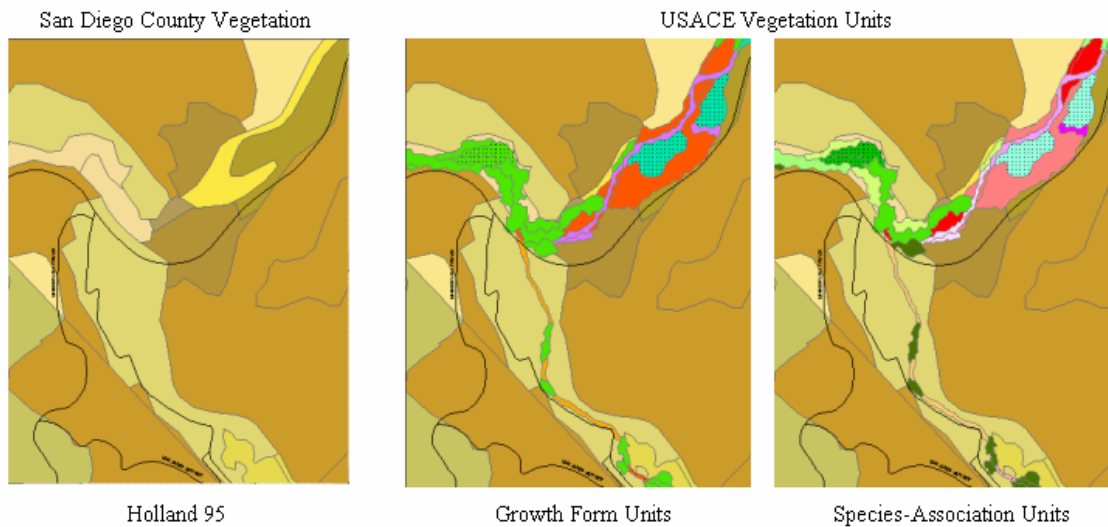 San Diego County Vegetation
USACE Vegetation Units
Holland 95
Growth Form Units
Species-Association Units